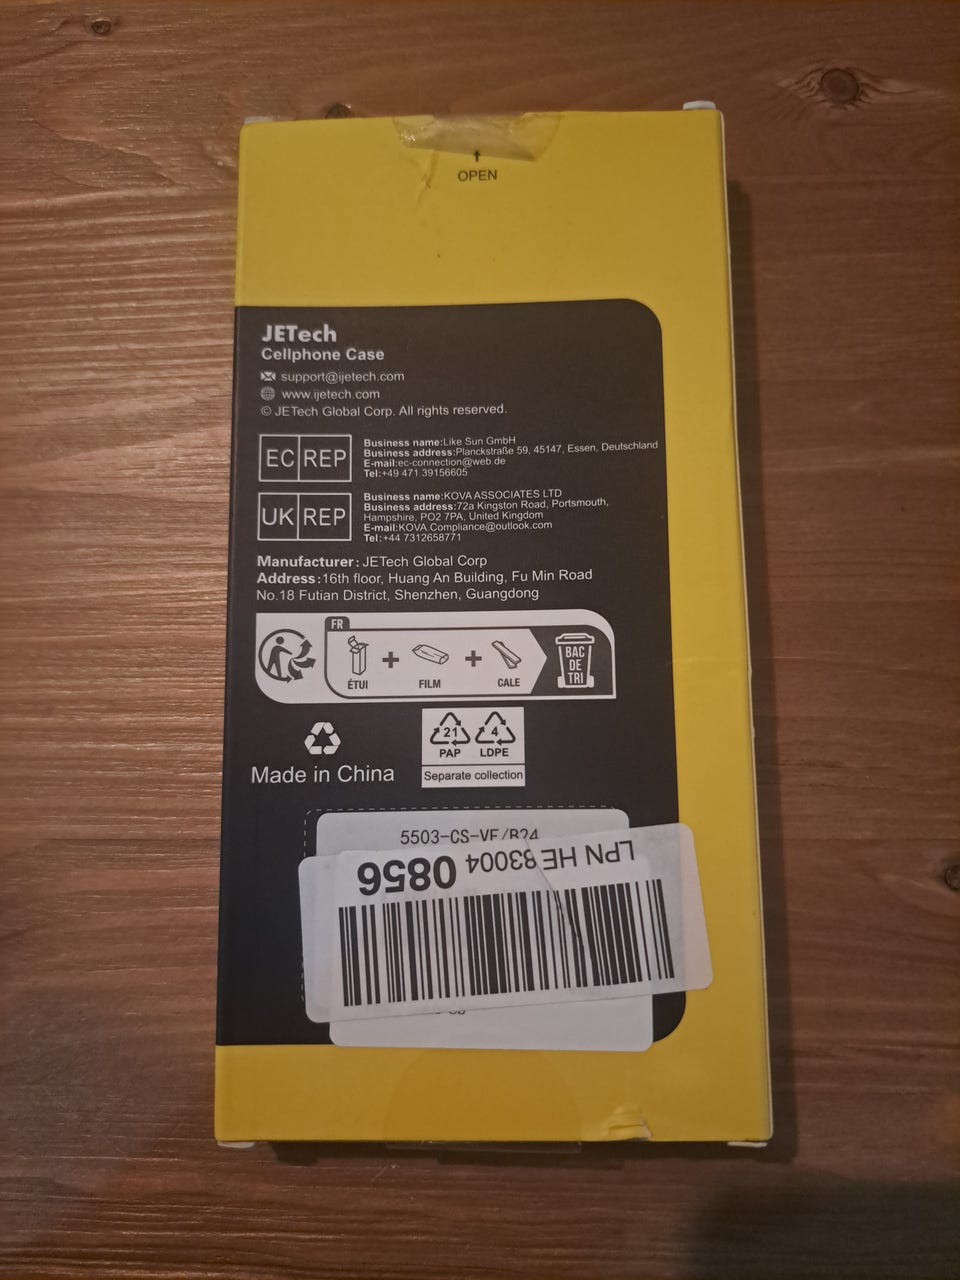 ↑
OPEN
JETech
Cellphone Case
support@ijetech.com
www.ijetech.com
© JETech Global Corp. All rights reserved.
EC REP
Business name:Like Sun GmbH
Business address:Planckstraße 59, 45147, Essen, Deutschland
E-mail:ec-connection@web.de
Tel:+49 471 39156605
UK REP
Business name:KOVA ASSOCIATES LTD
Business address:72a Kingston Road, Portsmouth,
Hampshire, PO2 7PA, United Kingdom
E-mail:KOVA.Compliance@outlook.com
Tel:+44 7312658771
Manufacturer:JETech Global Corp
Address:16th floor, Huang An Building, Fu Min Road
No.18 Futian District, Shenzhen, Guangdong
FR
ÉTUI + FILM + CALE
BAC
DE
TRI
21 4
PAP LDPE
Separate collection
Made in China
5503-CS-VE/B24
LPN HE 83004 0856